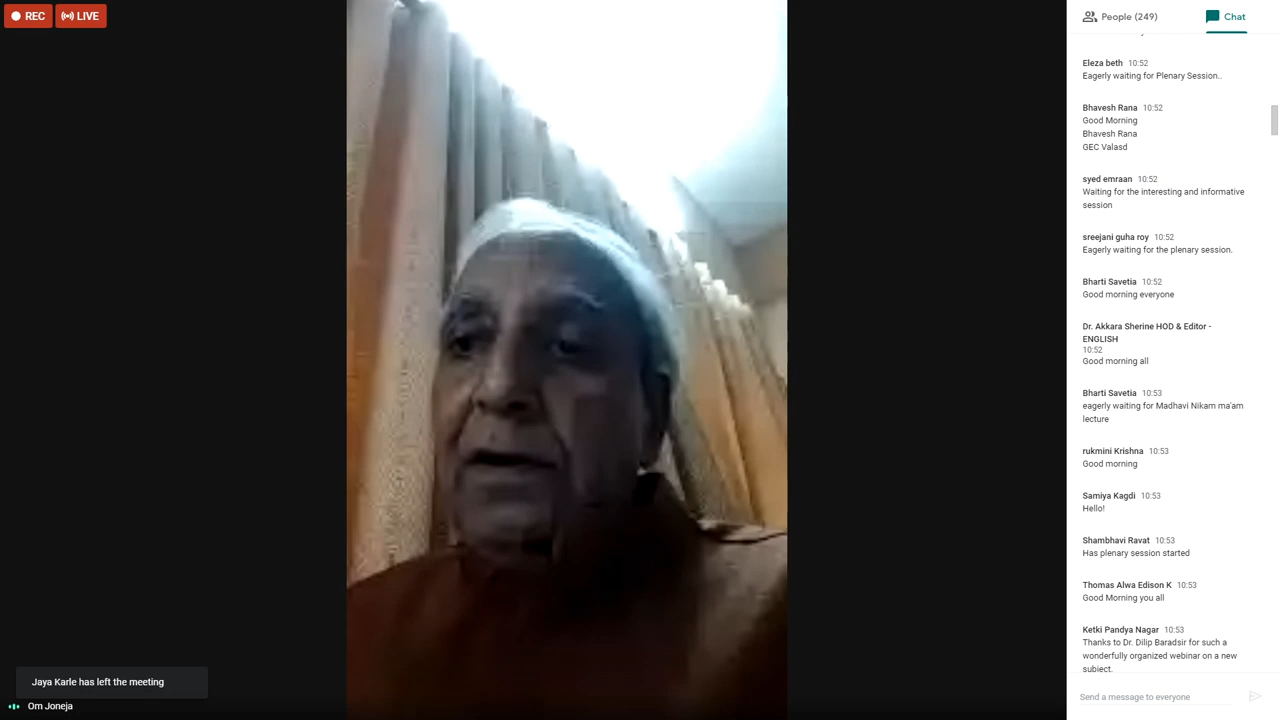 REC
LIVE
People (249)
Chat
Eleza beth 10:52
Eagerly waiting for Plenary Session..
Bhavesh Rana 10:52
Good Morning
Bhavesh Rana
GEC Valasd
syed emraan 10:52
Waiting for the interesting and informative
session
sreejani guha roy 10:52
Eagerly waiting for the plenary session.
Bharti Savetia 10:52
Good morning everyone
Dr. Akkara Sherine HOD & Editor -
ENGLISH
10:52
Good morning all
Bharti Savetia 10:53
eagerly waiting for Madhavi Nikam ma'am
lecture
rukmini Krishna 10:53
Good morning
Samiya Kagdi 10:53
Hello!
Shambhavi Ravat 10:53
Has plenary session started
Thomas Alwa Edison K 10:53
Good Morning you all
Ketki Pandya Nagar 10:53
Thanks to Dr. Dilip Baradsir for such a
wonderfully organized webinar on a new
subject.
Send a message to everyone
Jaya Karle has left the meeting
Om Joneja